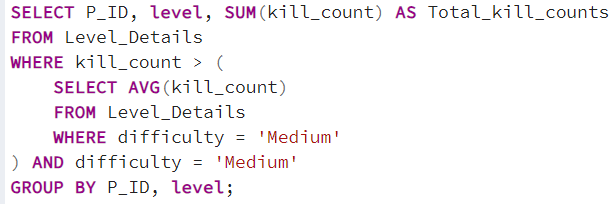 SELECT P_ID, level, SUM(kill_count) AS Total_kill_counts
FROM Level_Details
WHERE kill_count > (
    SELECT AVG(kill_count)
    FROM Level_Details
    WHERE difficulty = 'Medium'
) AND difficulty = 'Medium'
GROUP BY P_ID, level;